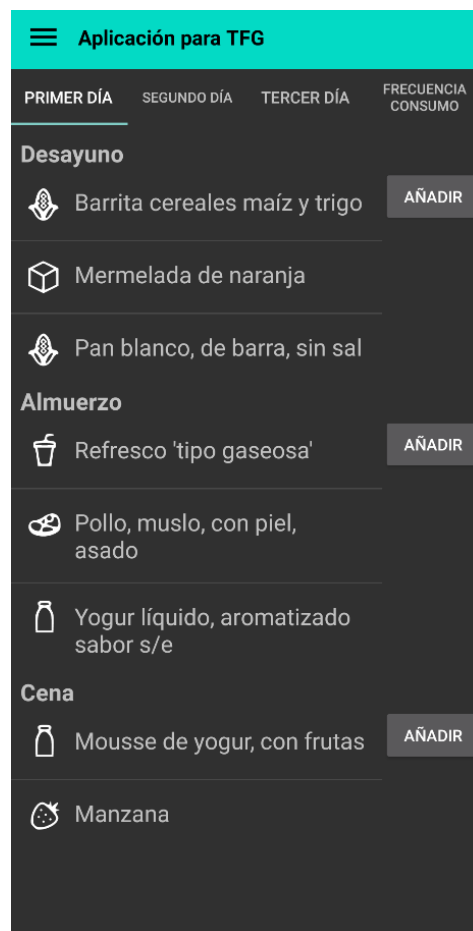 Aplicación para TFG
PRIMER DÍA SEGUNDO DÍA TERCER DÍA FRECUENCIA
CONSUMO
Desayuno
Barrita cereales maíz y trigo AÑADIR
Mermelada de naranja
Pan blanco, de barra, sin sal
Almuerzo
Refresco 'tipo gaseosa' AÑADIR
Pollo, muslo, con piel,
asado
Yogur líquido, aromatizado
sabor s/e
Cena
Mousse de yogur, con frutas AÑADIR
Manzana